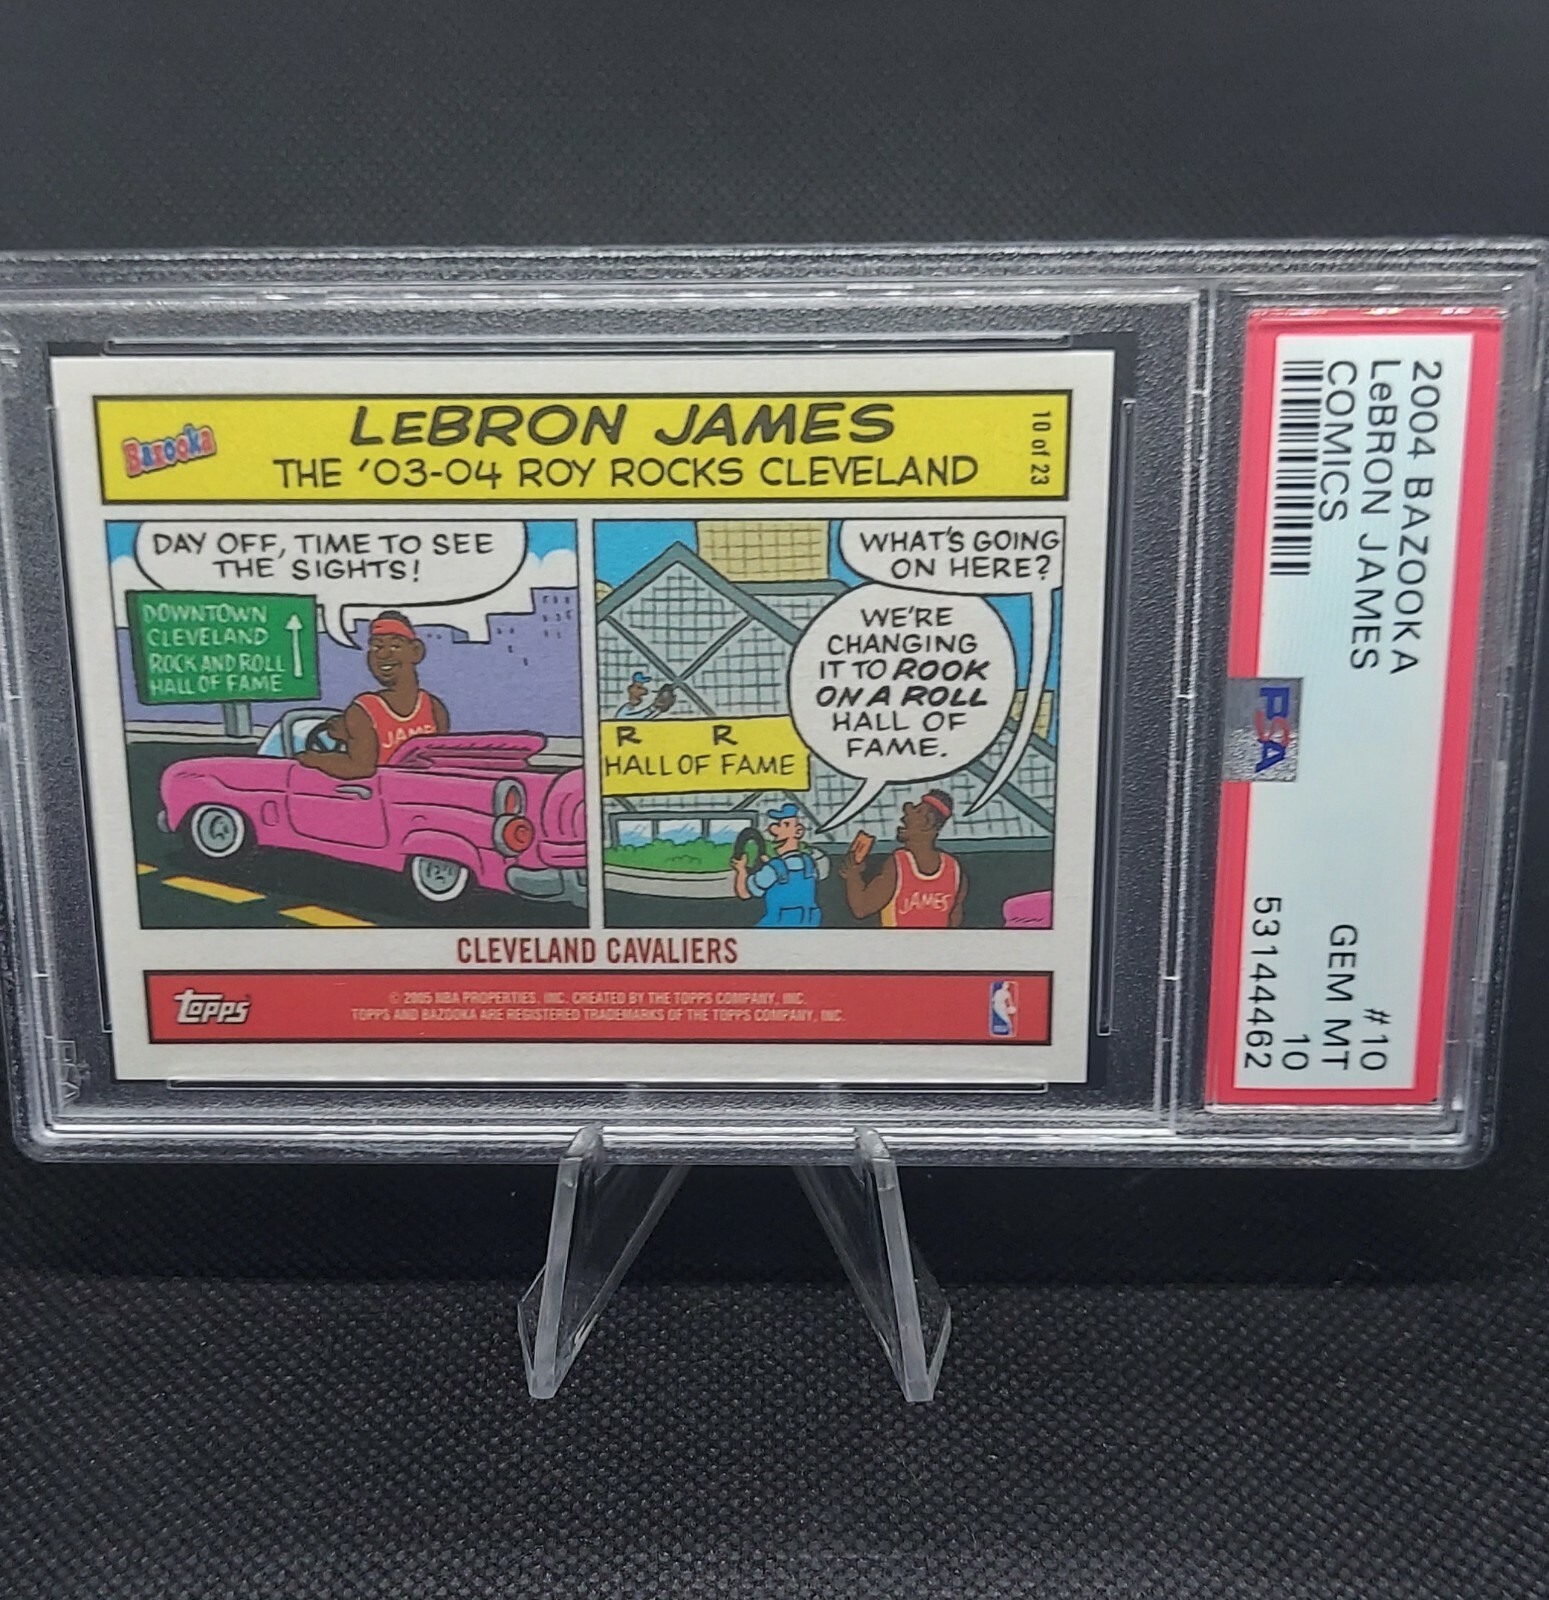 Bazooka
LeBRON JAMES
THE '03-04 ROY ROCKS CLEVELAND
10 of 23
DAY OFF, TIME TO SEE
THE SIGHTS!
DOWNTOWN
CLEVELAND
ROCK AND ROLL
HALL OF FAME
JAMES
WHAT'S GOING
ON HERE?
WE'RE
CHANGING
IT TO ROOK
ON A ROLL
HALL OF
FAME.
R R
HALL OF FAME
JAMES
CLEVELAND CAVALIERS
topps
© 2005 NBA PROPERTIES, INC. CREATED BY THE TOPPS COMPANY, INC.
TOPPS AND BAZOOKA ARE REGISTERED TRADEMARKS OF THE TOPPS COMPANY, INC.
2004 BAZOOKA #10
LeBRON JAMES GEM MT
COMICS 10
53144462
PSA